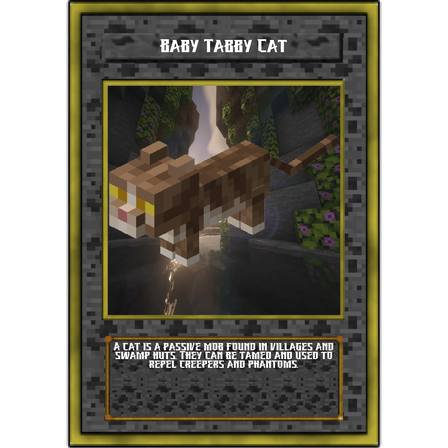 BABY TABBY CAT
A CAT IS A PASSIVE MOB FOUND IN VILLAGES AND
SWAMP HUTS. THEY CAN BE TAMED AND USED TO
REPEL CREEPERS AND PHANTOMS.